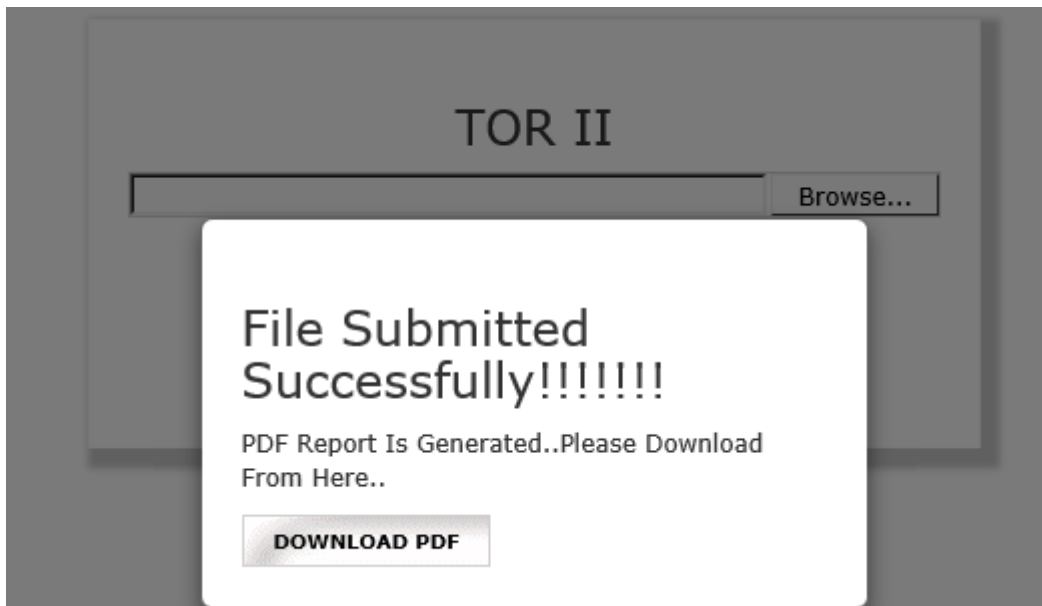 TOR II
Browse...
File Submitted
Successfully!!!!!!!
PDF Report Is Generated..Please Download
From Here..
DOWNLOAD PDF